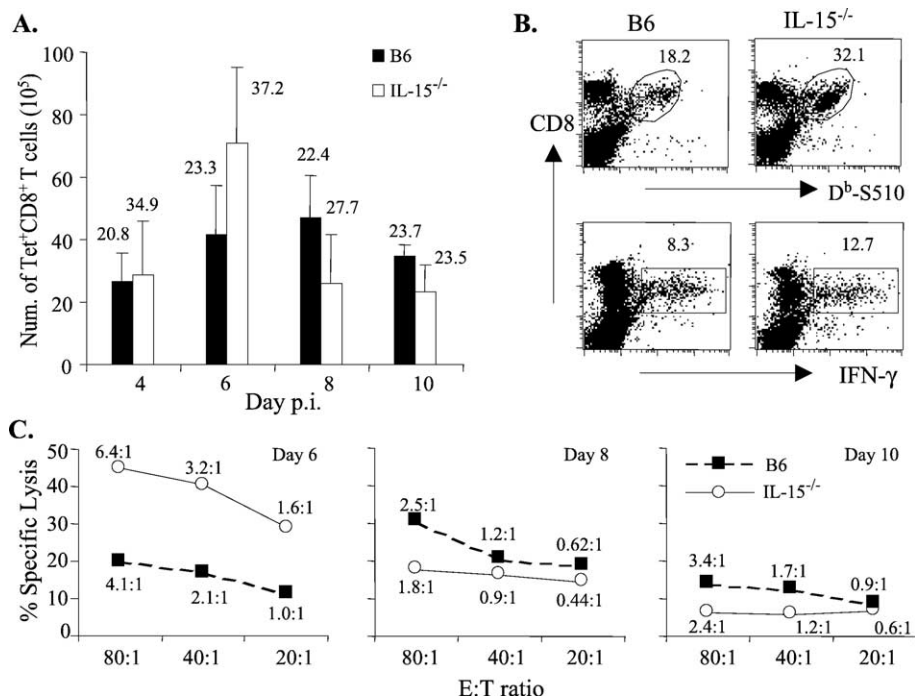 A.
Num. of Tet⁺CD8⁺ T cells (10⁵)
100
80
60
40
20
0
B6
IL-15⁻/⁻
20.8
34.9
23.3
37.2
22.4
27.7
23.7
23.5
4
6
8
10
Day p.i.
B.
B6
IL-15⁻/⁻
18.2
32.1
CD8
Dᵇ-S510
8.3
12.7
IFN-γ
C.
% Specific Lysis
50
40
30
20
10
0
Day 6
6.4:1
3.2:1
1.6:1
4.1:1
2.1:1
1.0:1
80:1
40:1
20:1
Day 8
2.5:1
1.2:1
0.62:1
1.8:1
0.9:1
0.44:1
80:1
40:1
20:1
Day 10
B6
IL-15⁻/⁻
3.4:1
1.7:1
0.9:1
2.4:1
1.2:1
0.6:1
80:1
40:1
20:1
E:T ratio